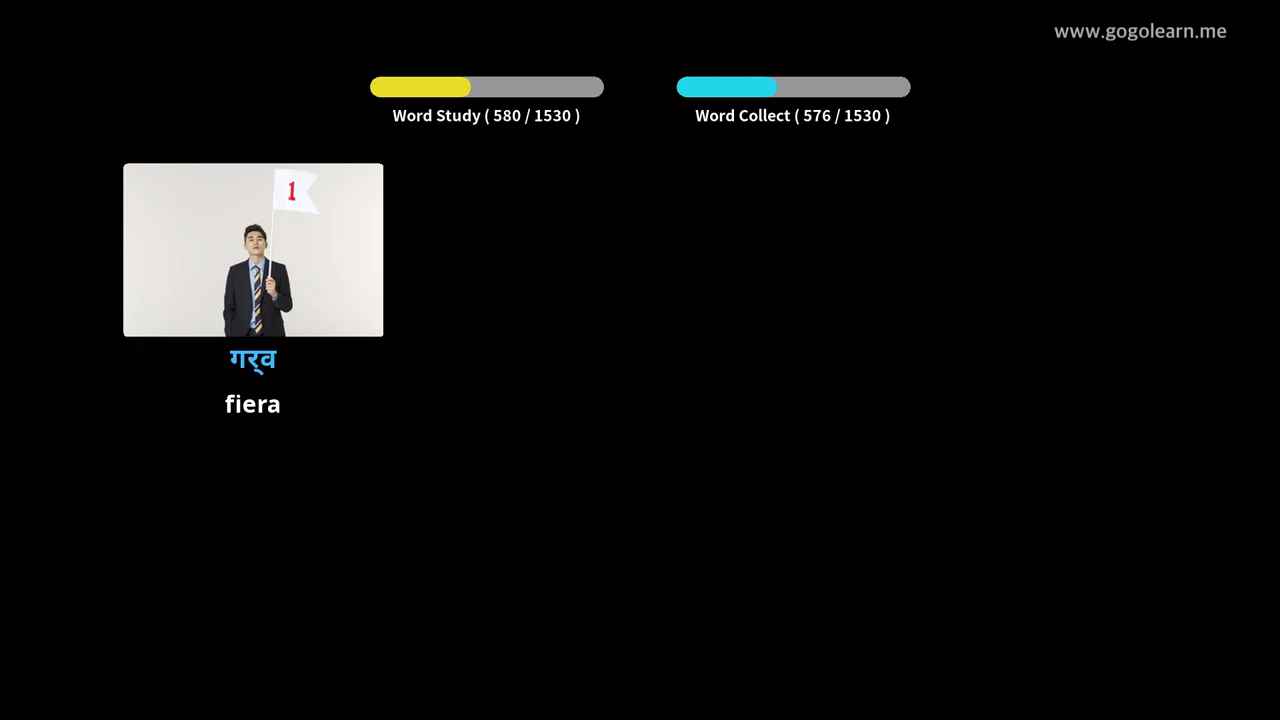 www.gogolearn.me
Word Study ( 580 / 1530 )
Word Collect ( 576 / 1530 )
1
गर्‍व
fiera